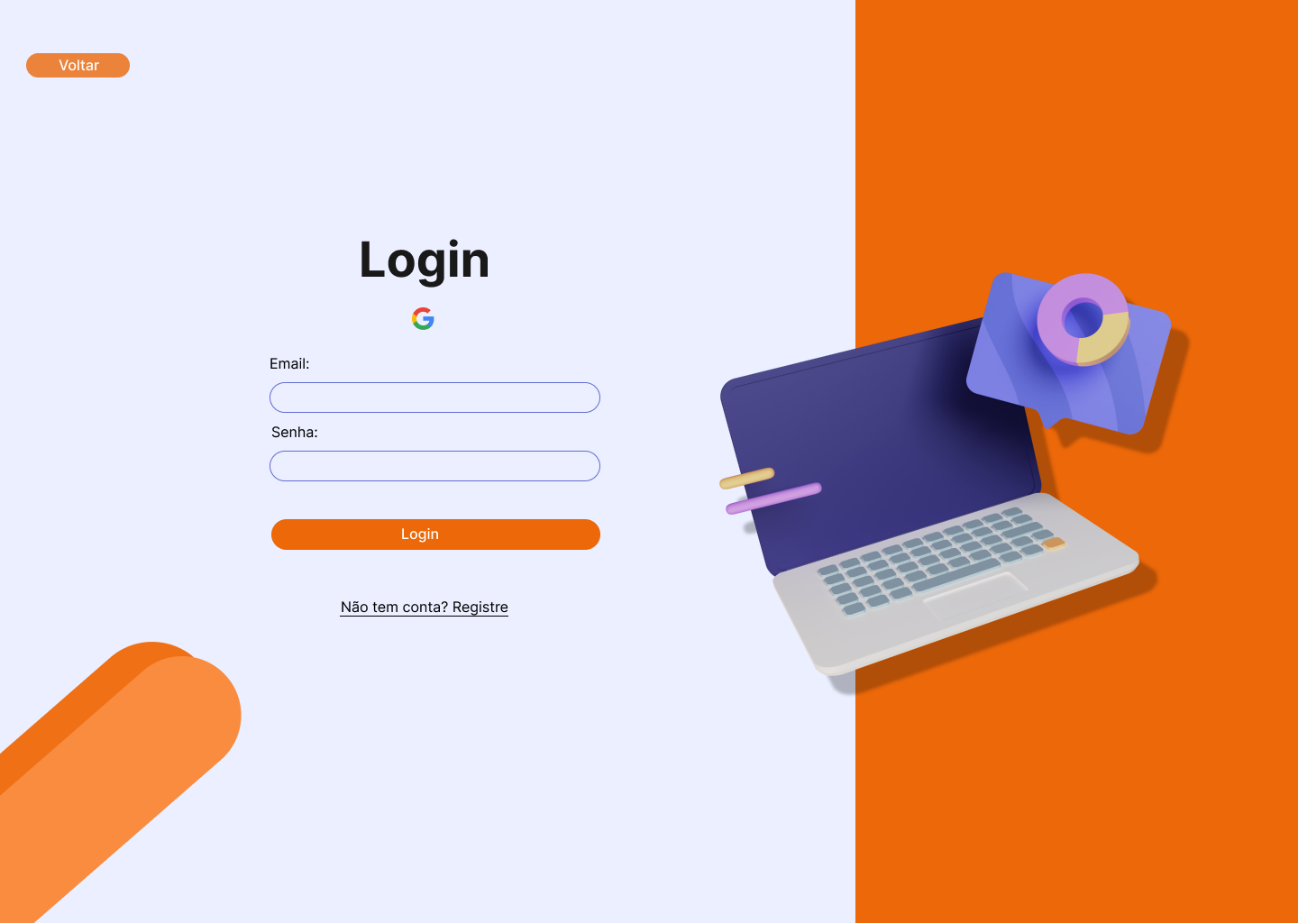 Voltar
Login
Email:
Senha:
Login
Não tem conta? Registre